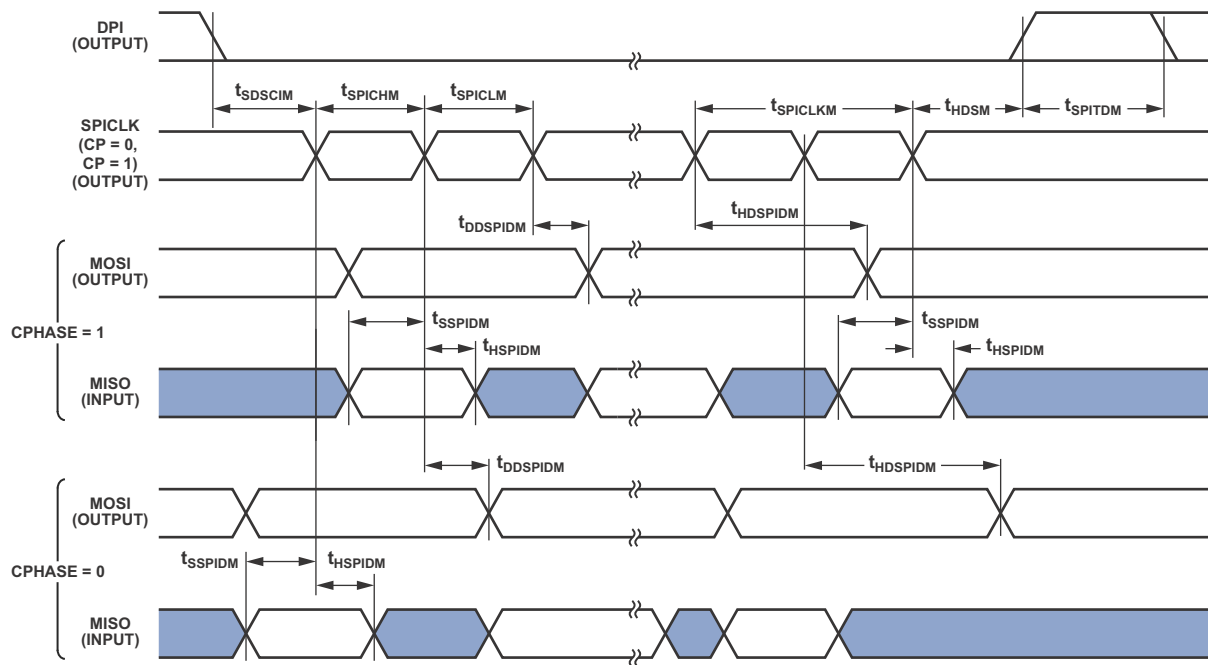 DPI
(OUTPUT)
tSDSCIM
tSPICHM
tSPICLM
tSPICLKM
tHDSM
tSPITDM
SPICLK
(CP = 0,
CP = 1)
(OUTPUT)
tDDSPIDM
tHDSPIDM
CPHASE = 1
MOSI
(OUTPUT)
tSSPIDM
tSSPIDM
tHSPIDM
tHSPIDM
MISO
(INPUT)
tDDSPIDM
tHDSPIDM
CPHASE = 0
MOSI
(OUTPUT)
tSSPIDM
tHSPIDM
MISO
(INPUT)